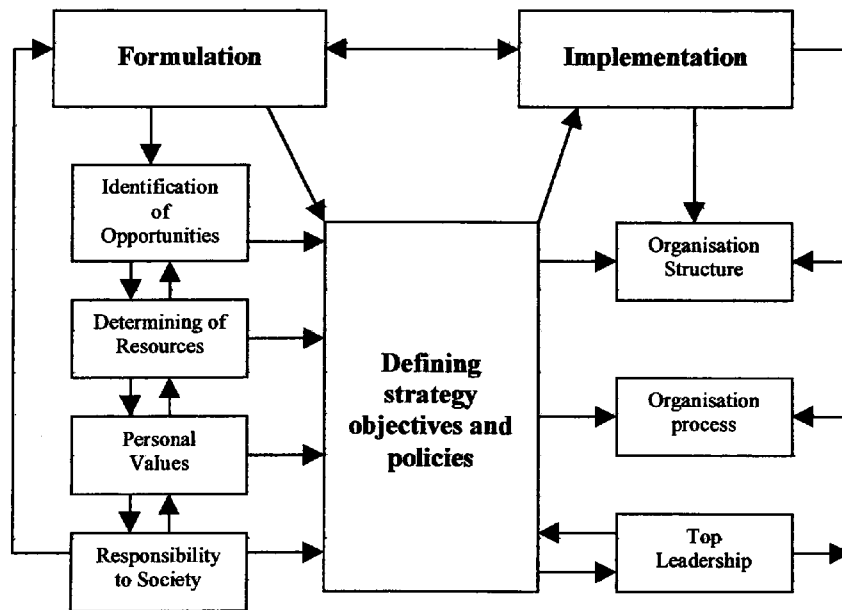 Formulation
Implementation
Identification
of
Opportunities
Determining of
Resources
Personal
Values
Responsibility
to Society
Defining
strategy
objectives and
policies
Organisation
Structure
Organisation
process
Top
Leadership